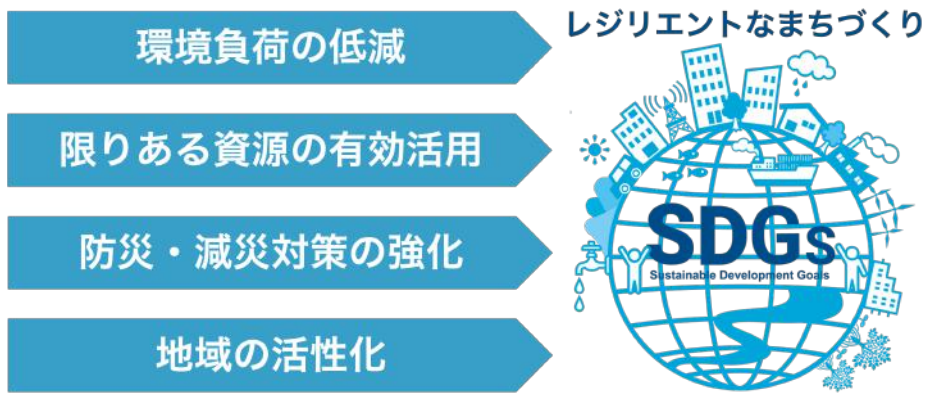 環境負荷の低減
限りある資源の有効活用
防災・減災対策の強化
地域の活性化
レジリエントなまちづくり
SDGs
Sustainable Development Goals